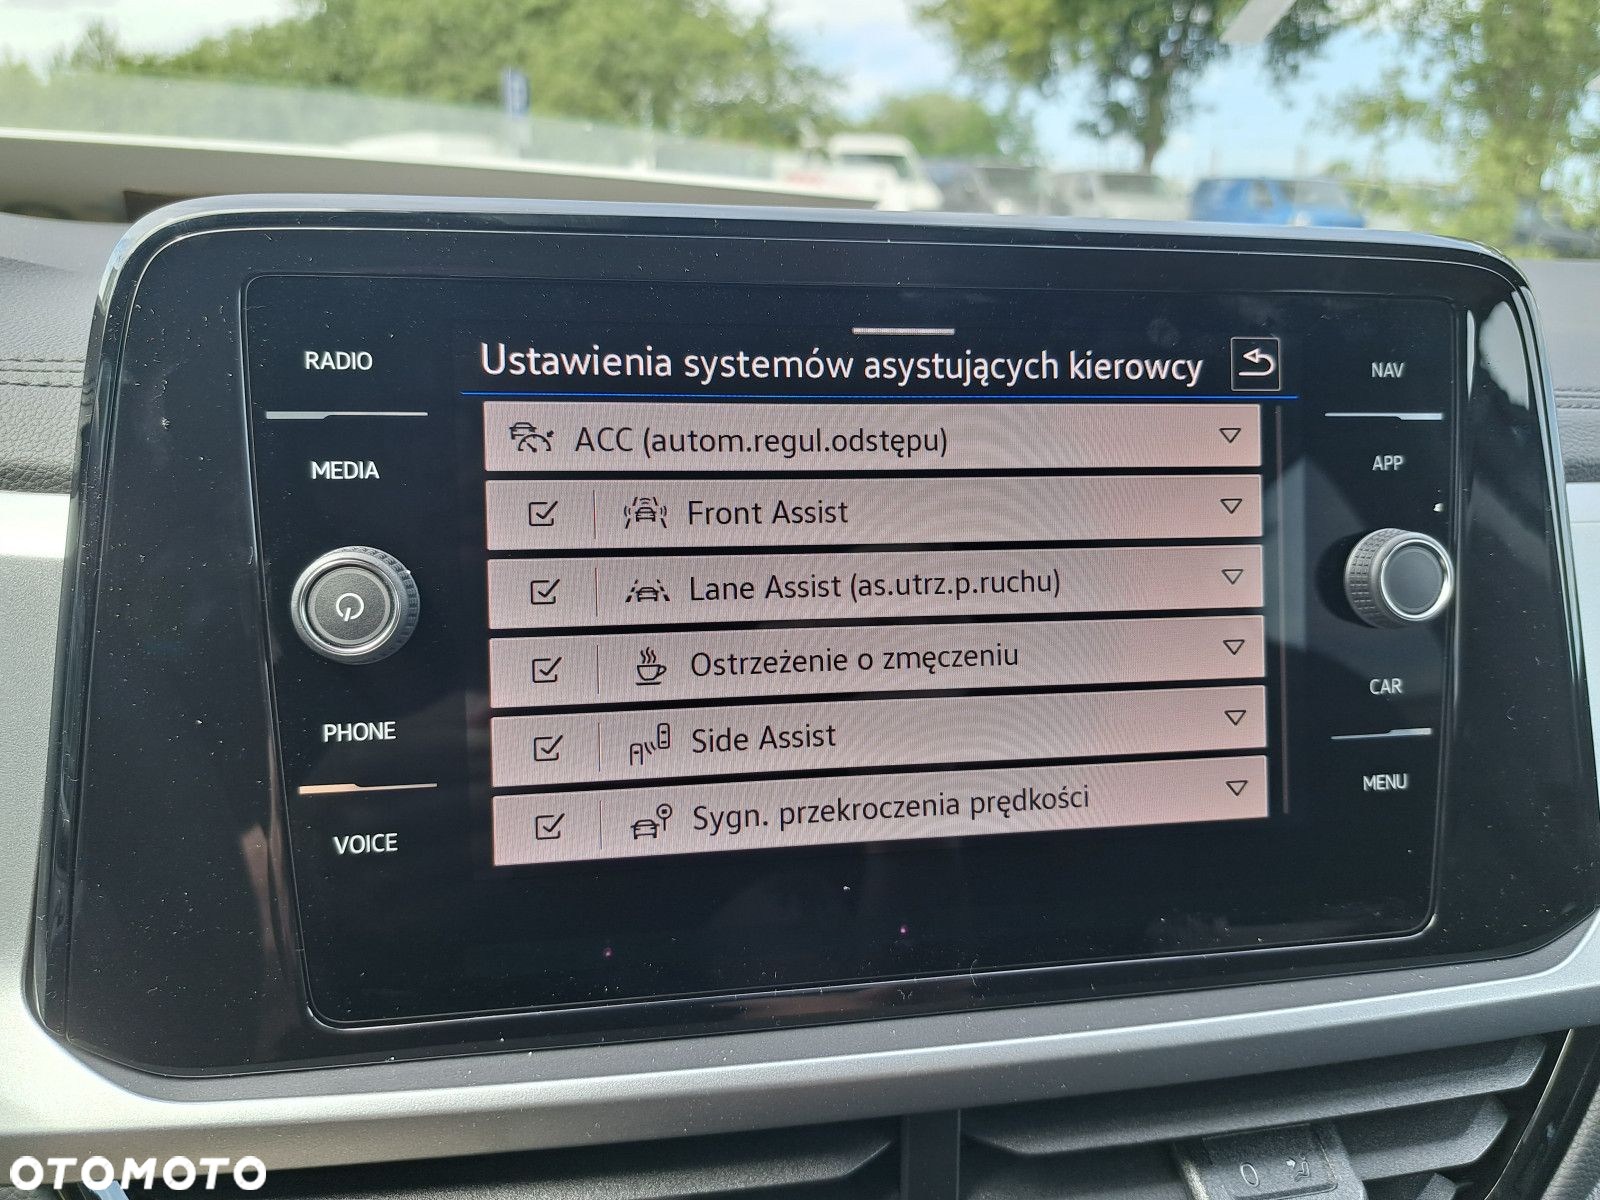 Ustawienia systemów asystujących kierowcy
ACC (autom.regul.odstępu)
Front Assist
Lane Assist (as.utrz.p.ruchu)
Ostrzeżenie o zmęczeniu
Side Assist
Sygn. przekroczenia prędkości
RADIO
MEDIA
PHONE
VOICE
NAV
APP
CAR
MENU
0
OTOMOTO